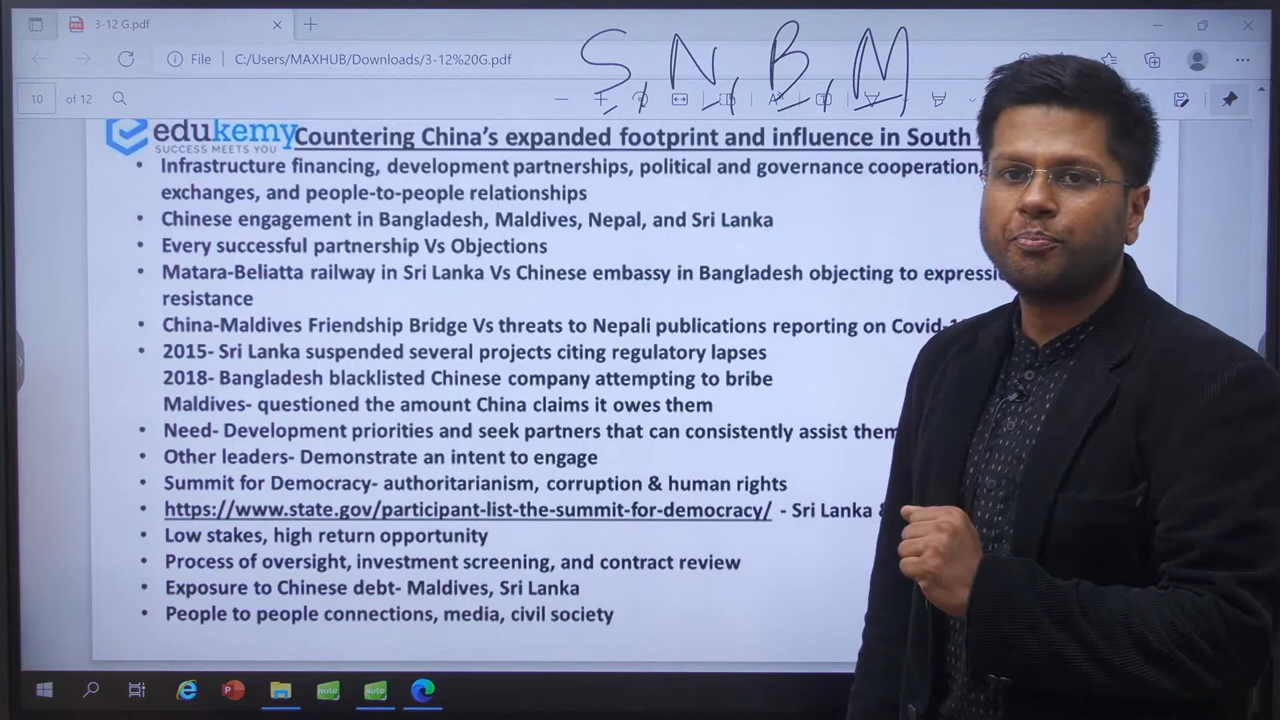 3-12 G.pdf
File C:/Users/MAXHUB/Downloads/3-12%20G.pdf
S, N, B, M
10 of 12
edukemy
SUCCESS MEETS YOU
Countering China's expanded footprint and influence in South
• Infrastructure financing, development partnerships, political and governance cooperation,
exchanges, and people-to-people relationships
• Chinese engagement in Bangladesh, Maldives, Nepal, and Sri Lanka
• Every successful partnership Vs Objections
• Matara-Beliatta railway in Sri Lanka Vs Chinese embassy in Bangladesh objecting to
resistance
• China-Maldives Friendship Bridge Vs threats to Nepali publications reporting on
• 2015- Sri Lanka suspended several projects citing regulatory lapses
2018- Bangladesh blacklisted Chinese company attempting to bribe
Maldives- questioned the amount China claims it owes them
• Need- Development priorities and seek partners that can consistently assist them
• Other leaders- Demonstrate an intent to engage
• Summit for Democracy- authoritarianism, corruption & human rights
• https://www.state.gov/participant-list-the-summit-for-democracy/ - Sri Lanka
• Low stakes, high return opportunity
• Process of oversight, investment screening, and contract review
• Exposure to Chinese debt- Maldives, Sri Lanka
• People to people connections, media, civil society
Note Note